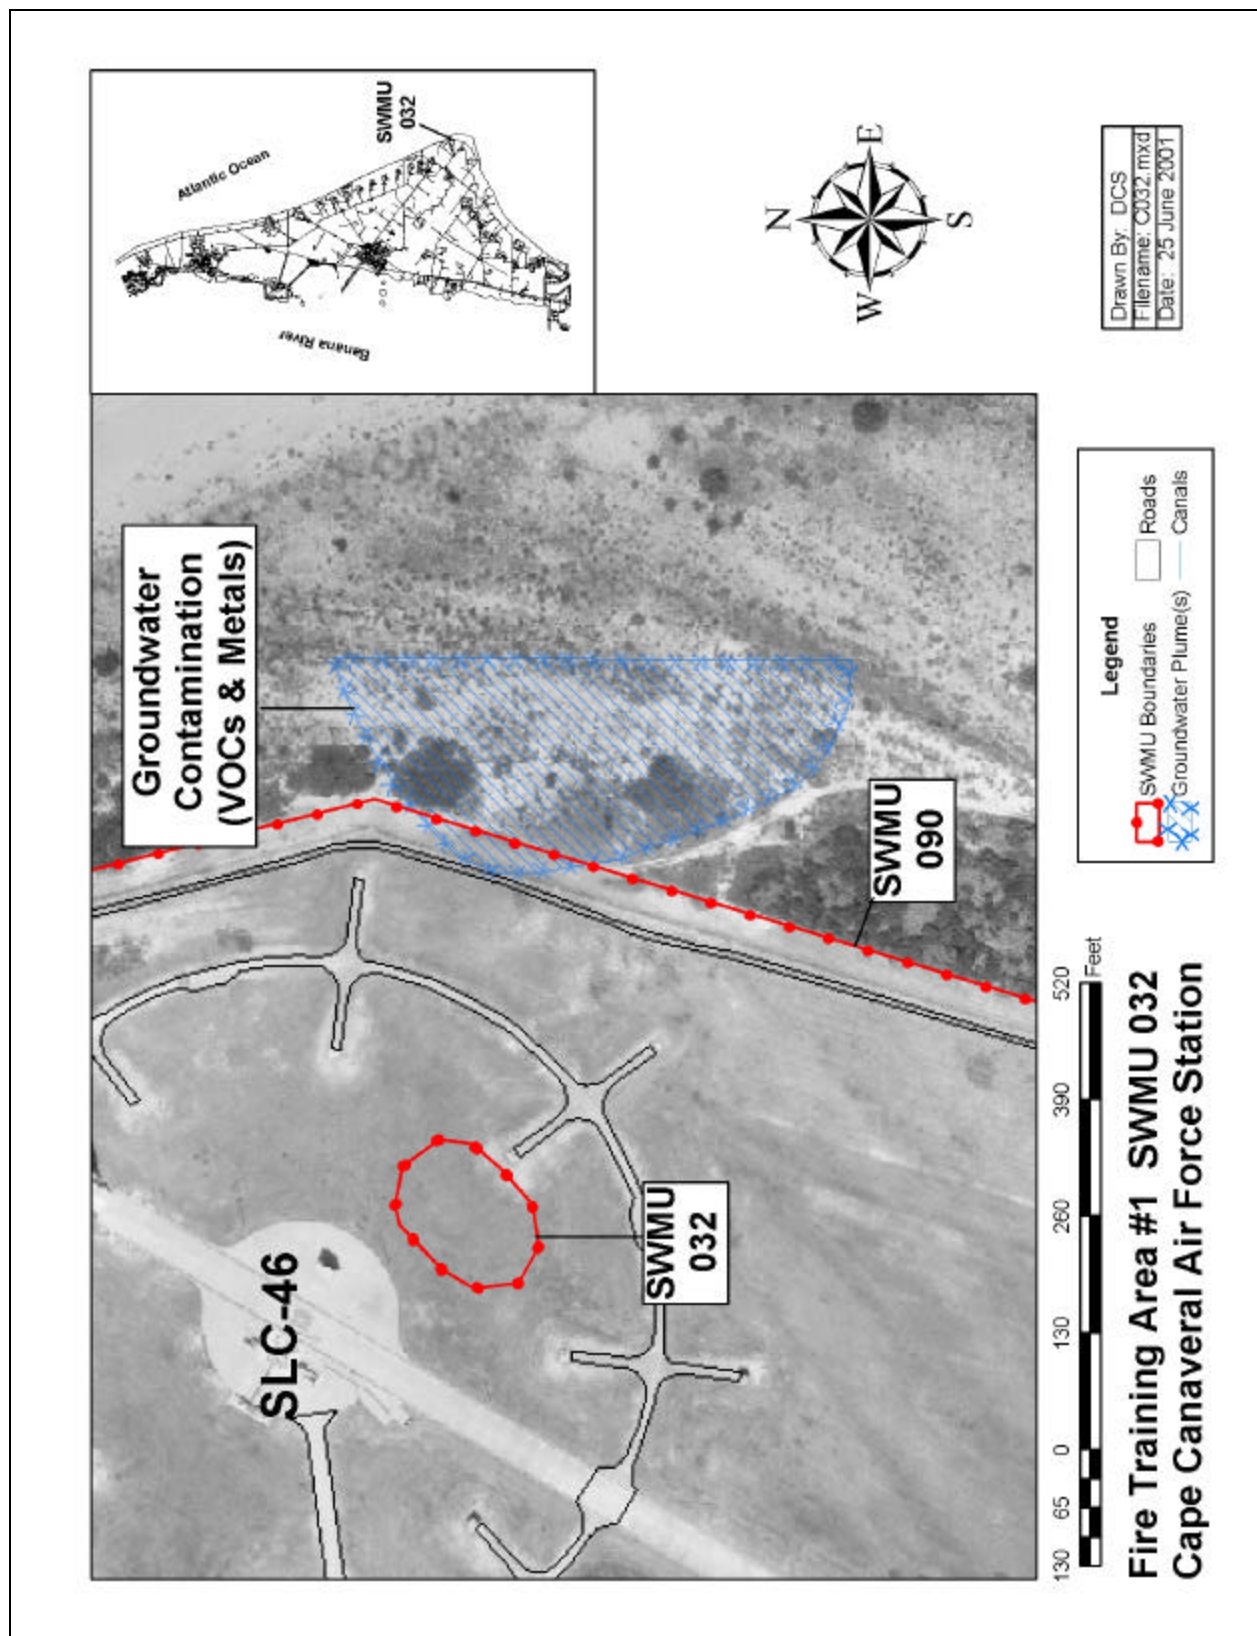 Atlantic Ocean
SWMU
032
Banana River
N
W
E
S
Groundwater
Contamination
(VOCs & Metals)
SLC-46
SWMU
032
SWMU
090
130 65 0 130 260 390 520
Feet
Legend
SWMU Boundaries
Roads
Groundwater Plume(s)
Canals
Drawn By: DCS
Filename: C032.mxd
Date: 25 June 2001
Fire Training Area #1 SWMU 032
Cape Canaveral Air Force Station